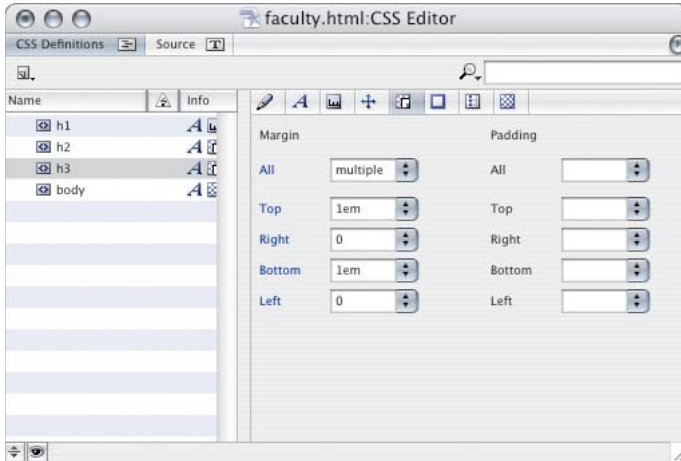 faculty.html:CSS Editor
CSS Definitions Source T
Name Info
h1 A
h2 A
h3 A
body A
A
Margin Padding
All multiple All
Top 1em Top
Right 0 Right
Bottom 1em Bottom
Left 0 Left